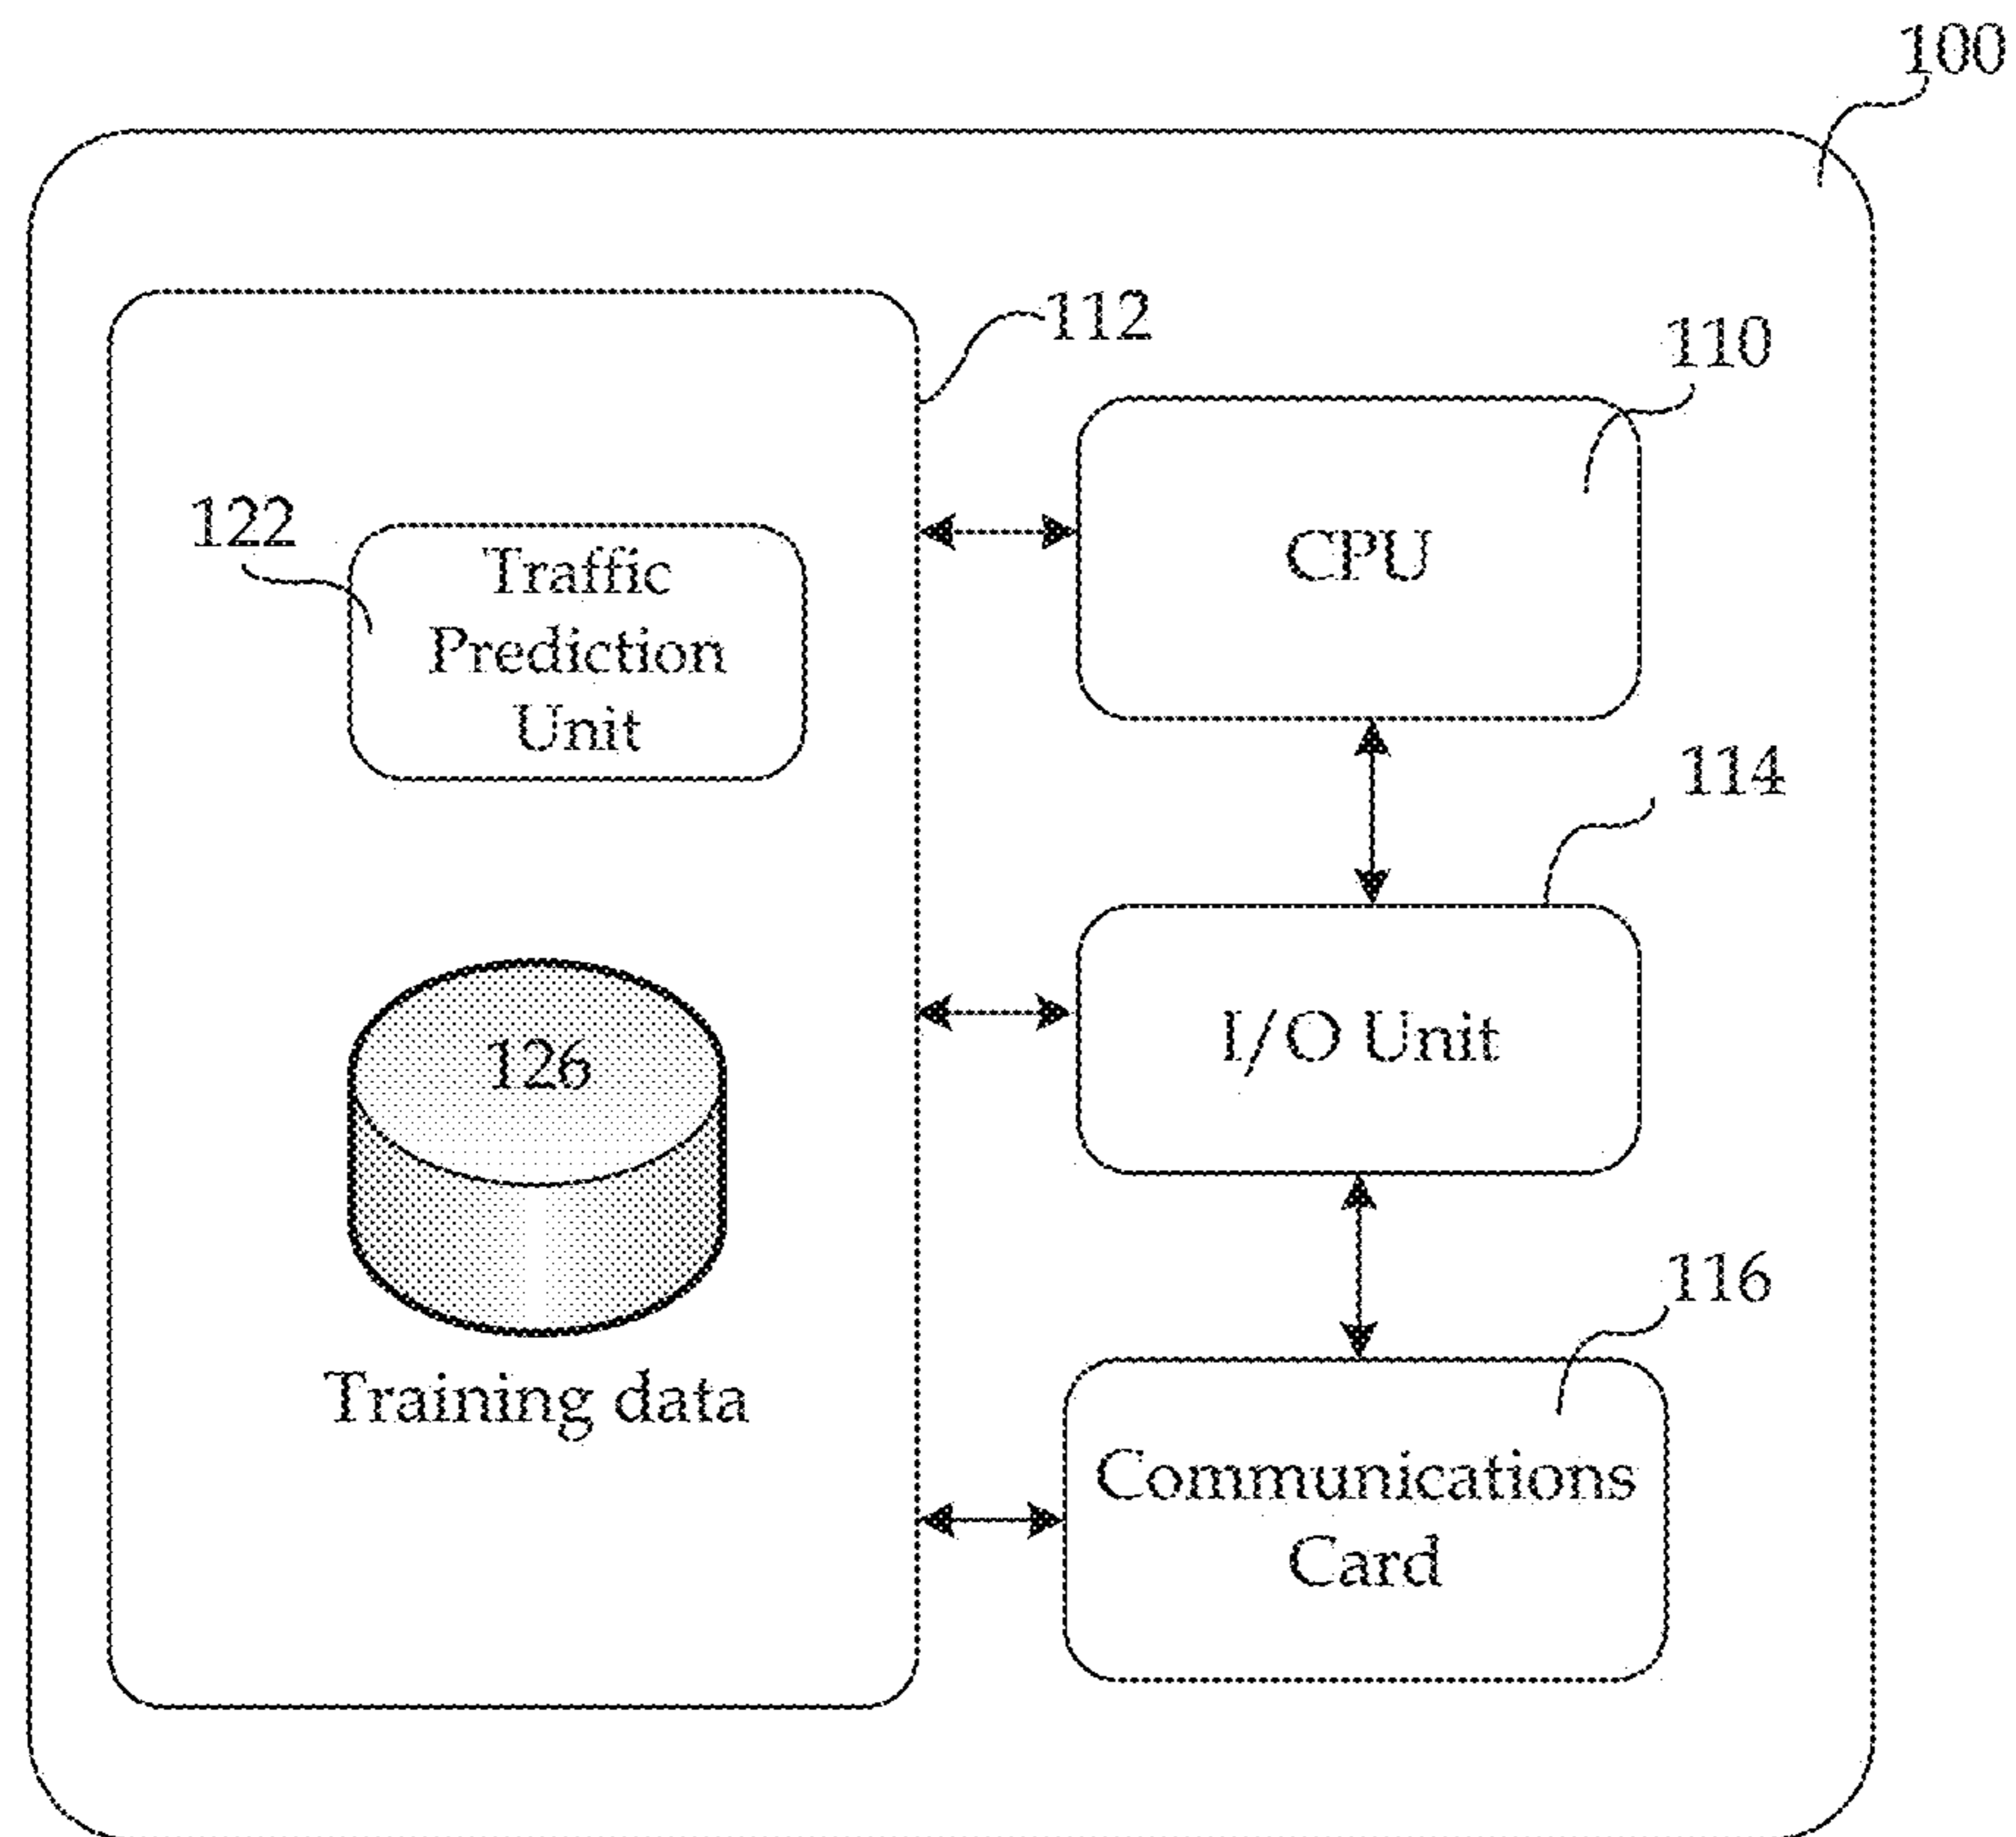 100
112
110
122
Traffic
Prediction
Unit
CPU
114
126
I/O Unit
116
Training data
Communications
Card